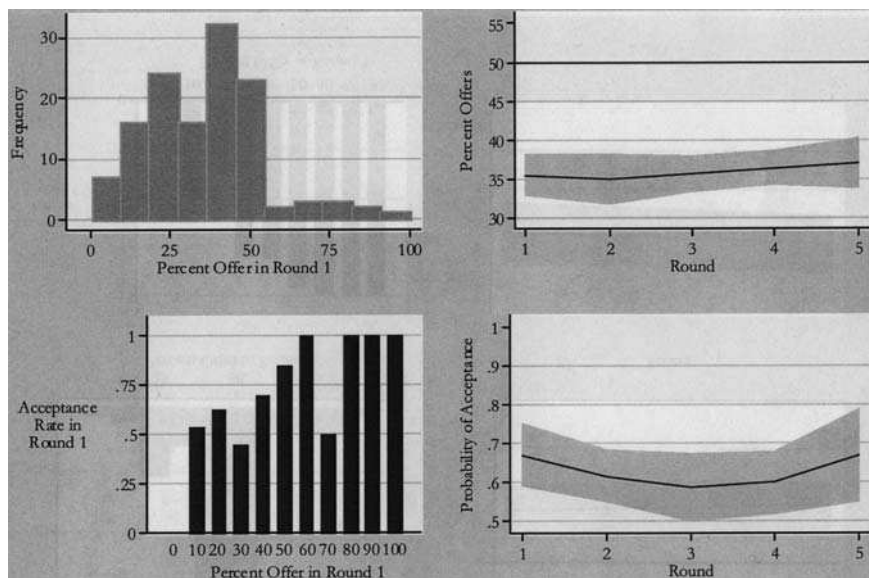 30
20
10
0
Frequency
0 25 50 75 100
Percent Offer in Round 1
55
50
45
40
35
30
Percent Offers
1 2 3 4 5
Round
1
.75
.5
.25
0
Acceptance
Rate in
Round 1
0 10 20 30 40 50 60 70 80 90 100
Percent Offer in Round 1
1
.9
.8
.7
.6
.5
Probability of Acceptance
1 2 3 4 5
Round